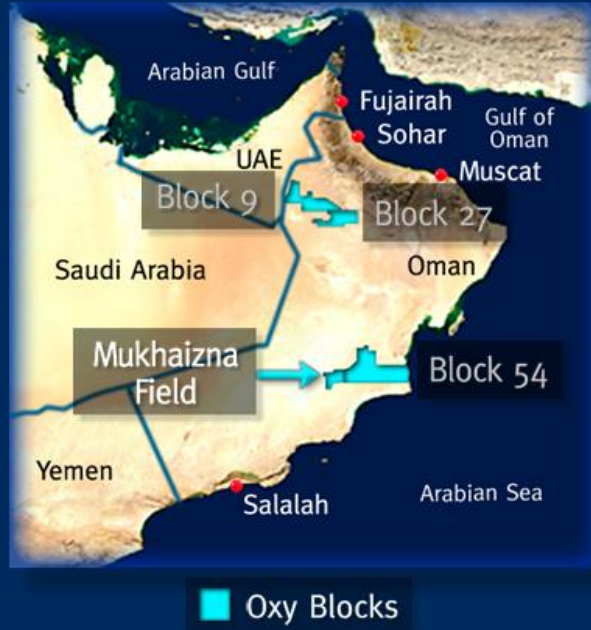 Arabian Gulf
Fujairah
Gulf of
Oman
Sohar
UAE
Muscat
Block 9
Block 27
Saudi Arabia
Oman
Mukhaizna
Field
Block 54
Yemen
Arabian Sea
Salalah
Oxy Blocks